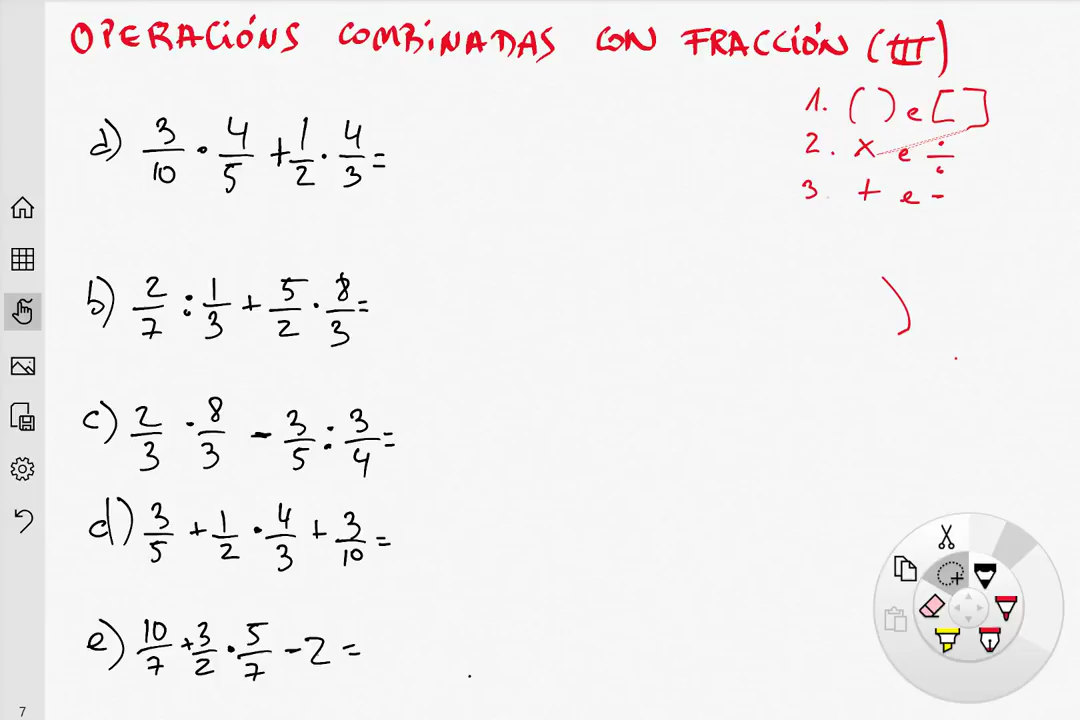 OPERACIÓNS COMBINADAS CON FRACCIÓN (III)
1. ( ) e [ ]
2. x e ÷
3. + e -
a) 3/10 · 4/5 + 1/2 · 4/3 =
b) 2/7 : 1/3 + 5/2 · 8/3 =
c) 2/3 · 8/3 - 3/5 : 3/4 =
d) 3/5 + 1/2 · 4/3 + 3/10 =
e) 10/7 + 3/2 · 5/7 - 2 =
7